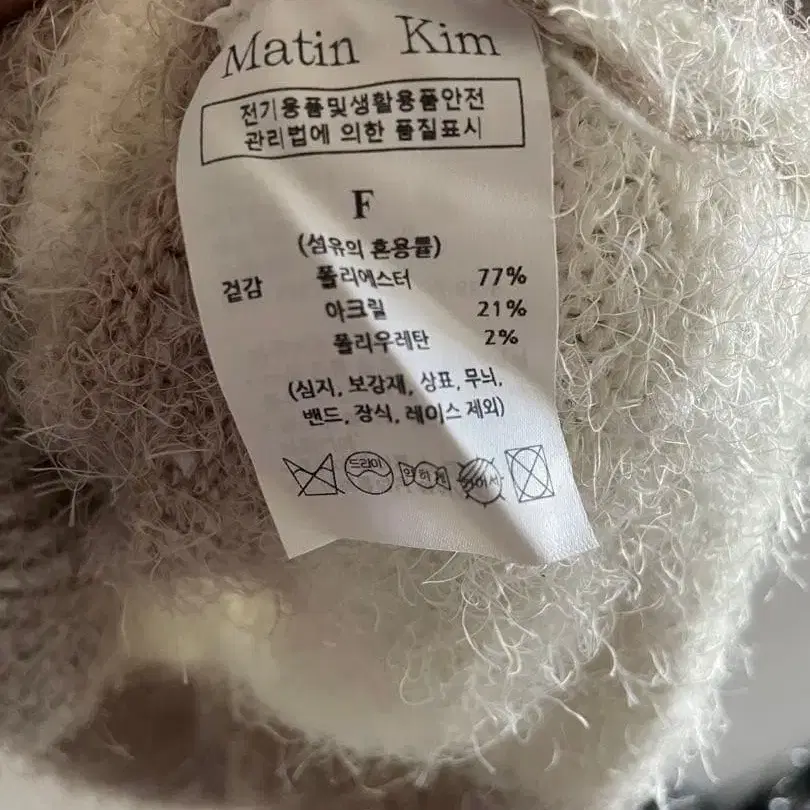 Matin Kim
전기용품및생활용품안전
관리법에 의한 품질표시
F
(섬유의 혼용률)
겉감 폴리에스터 77%
아크릴 21%
폴리우레탄 2%
(심지, 보강재, 상표, 무늬,
밴드, 장식, 레이스 제외)
드라이